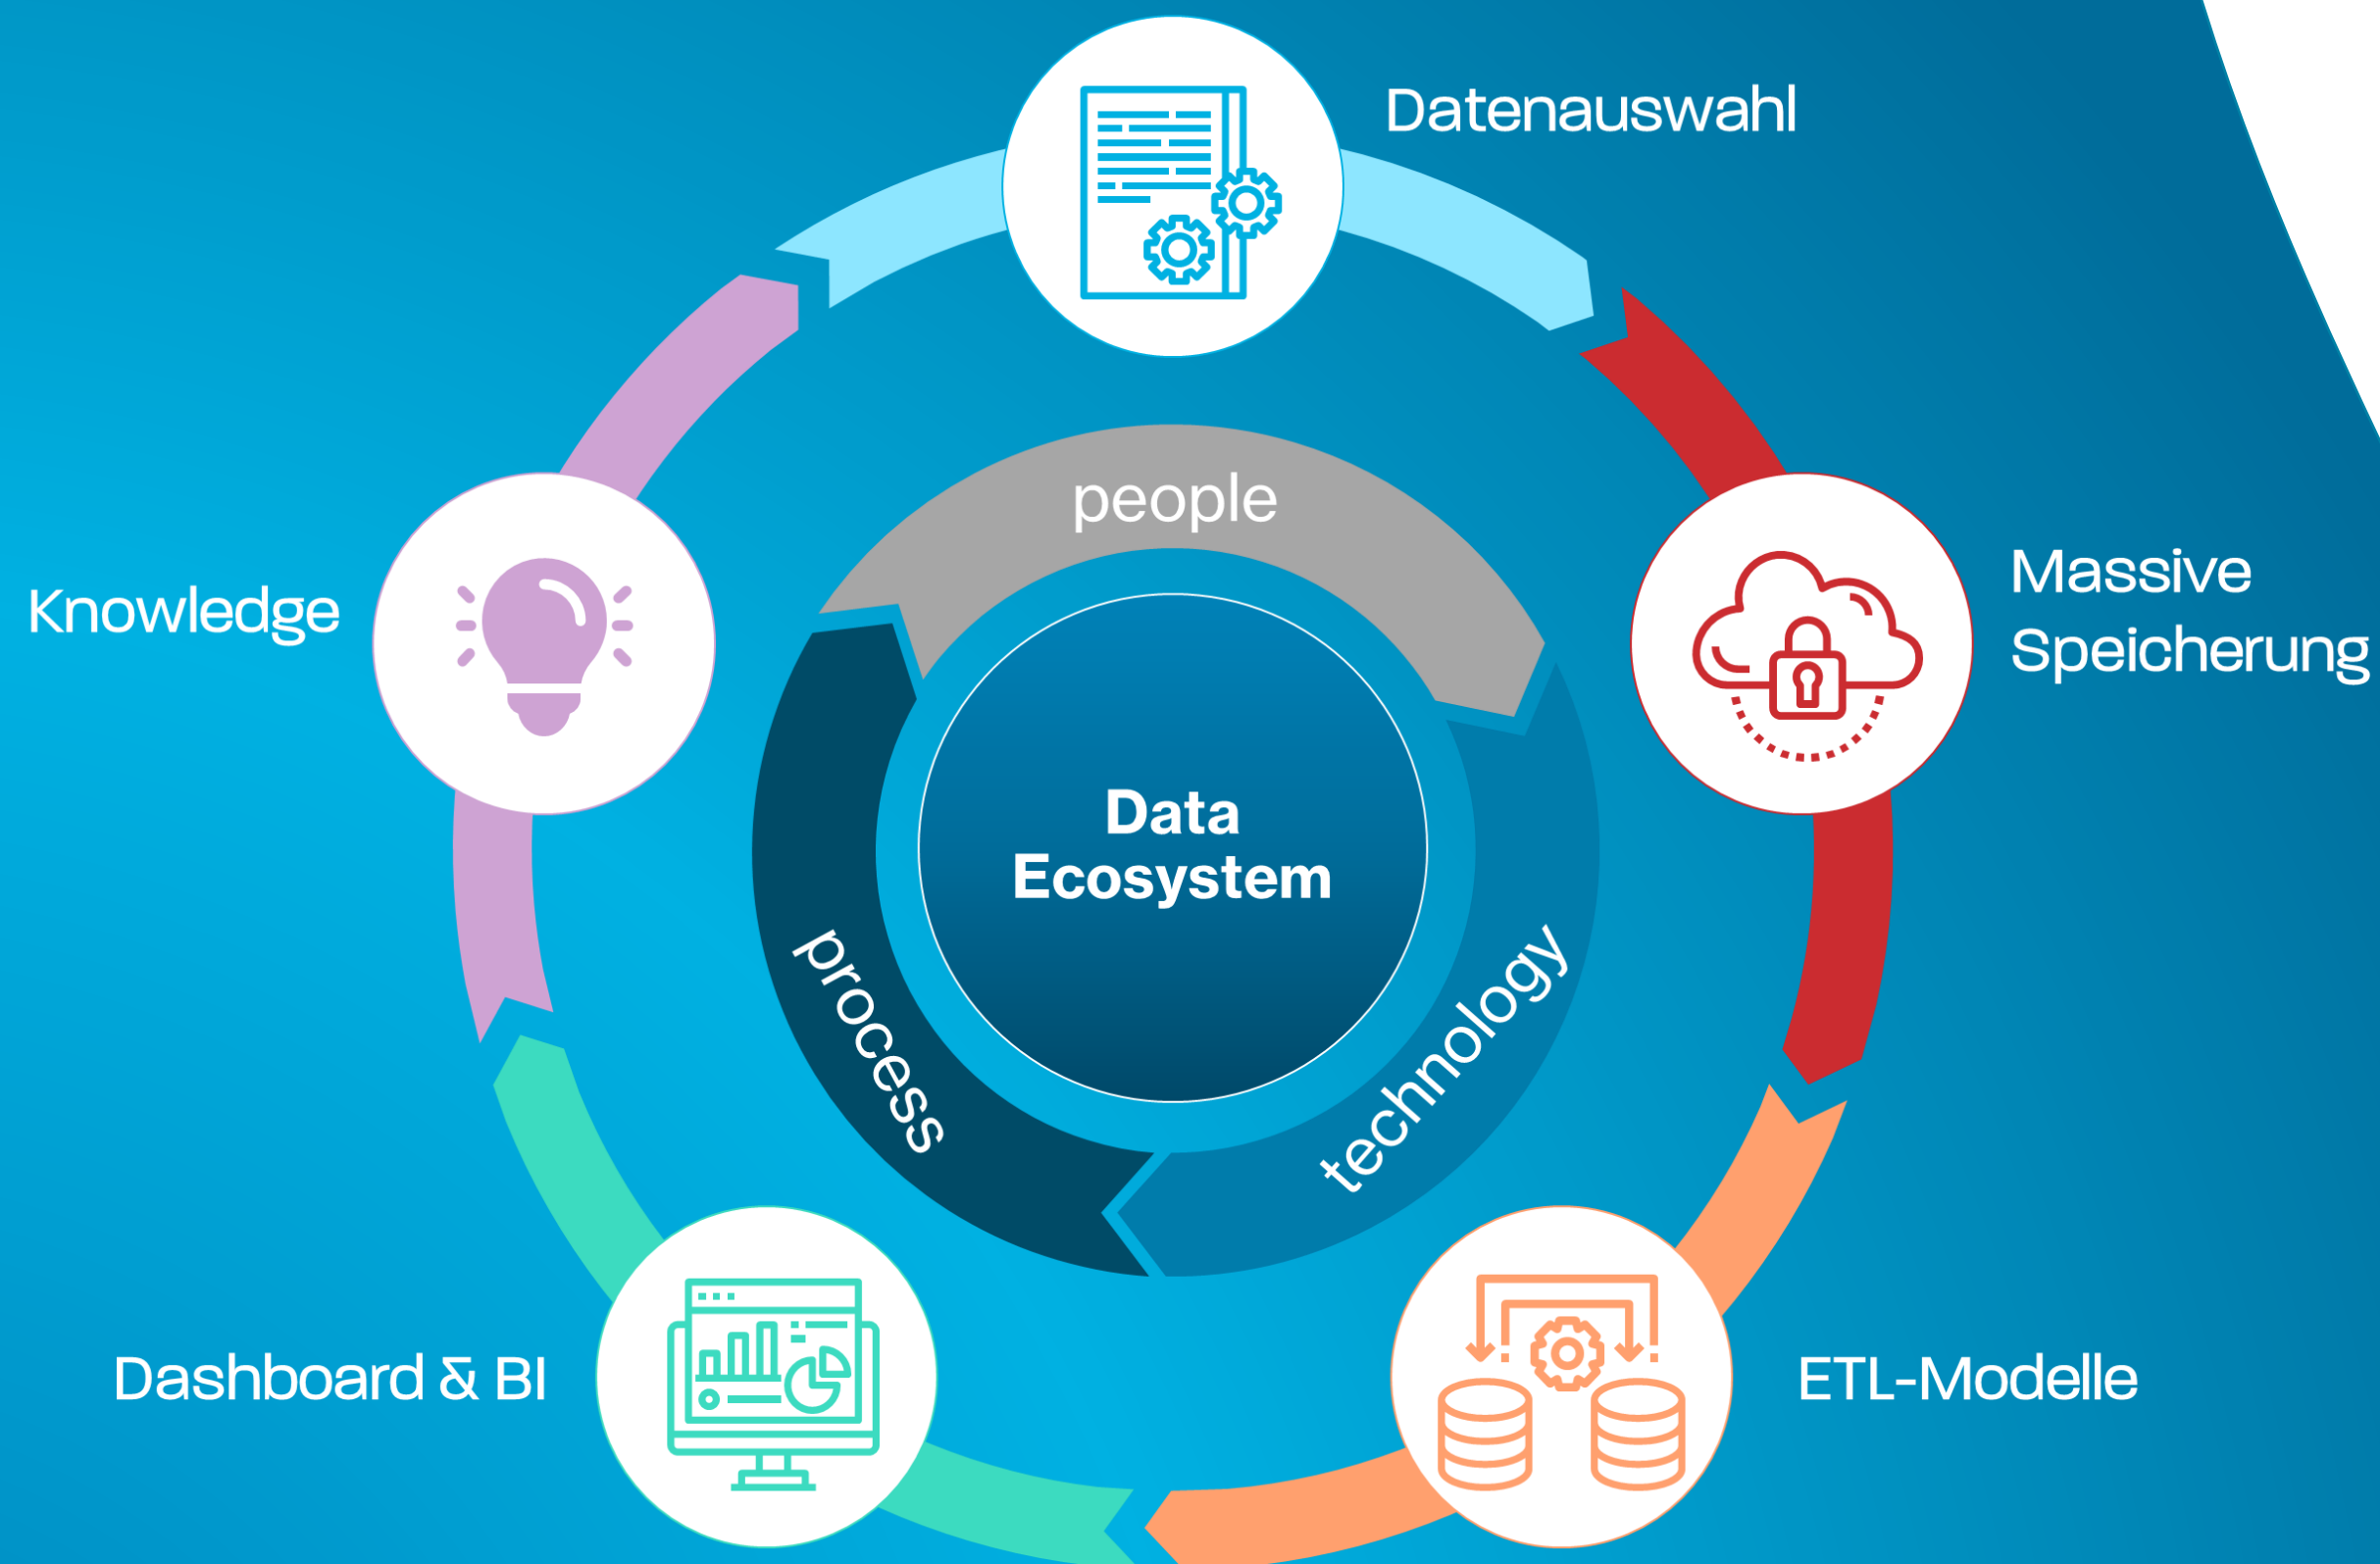 Datenauswahl
people
Massive
Speicherung
Knowledge
Data
Ecosystem
process
technology
Dashboard & BI
ETL-Modelle